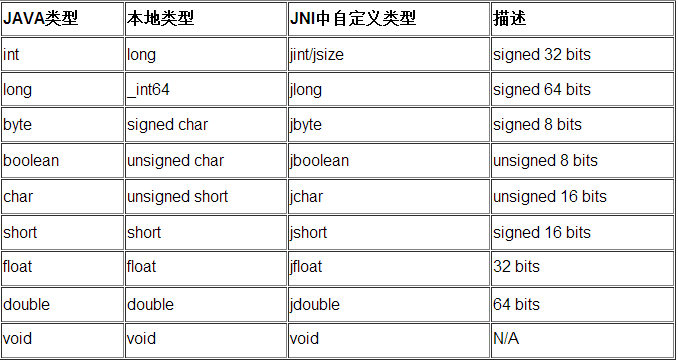 JAVA类型 本地类型 JNI中自定义类型 描述
int long jint/jsize signed 32 bits
long _int64 jlong signed 64 bits
byte signed char jbyte signed 8 bits
boolean unsigned char jboolean unsigned 8 bits
char unsigned short jchar unsigned 16 bits
short short jshort signed 16 bits
float float jfloat 32 bits
double double jdouble 64 bits
void void void N/A